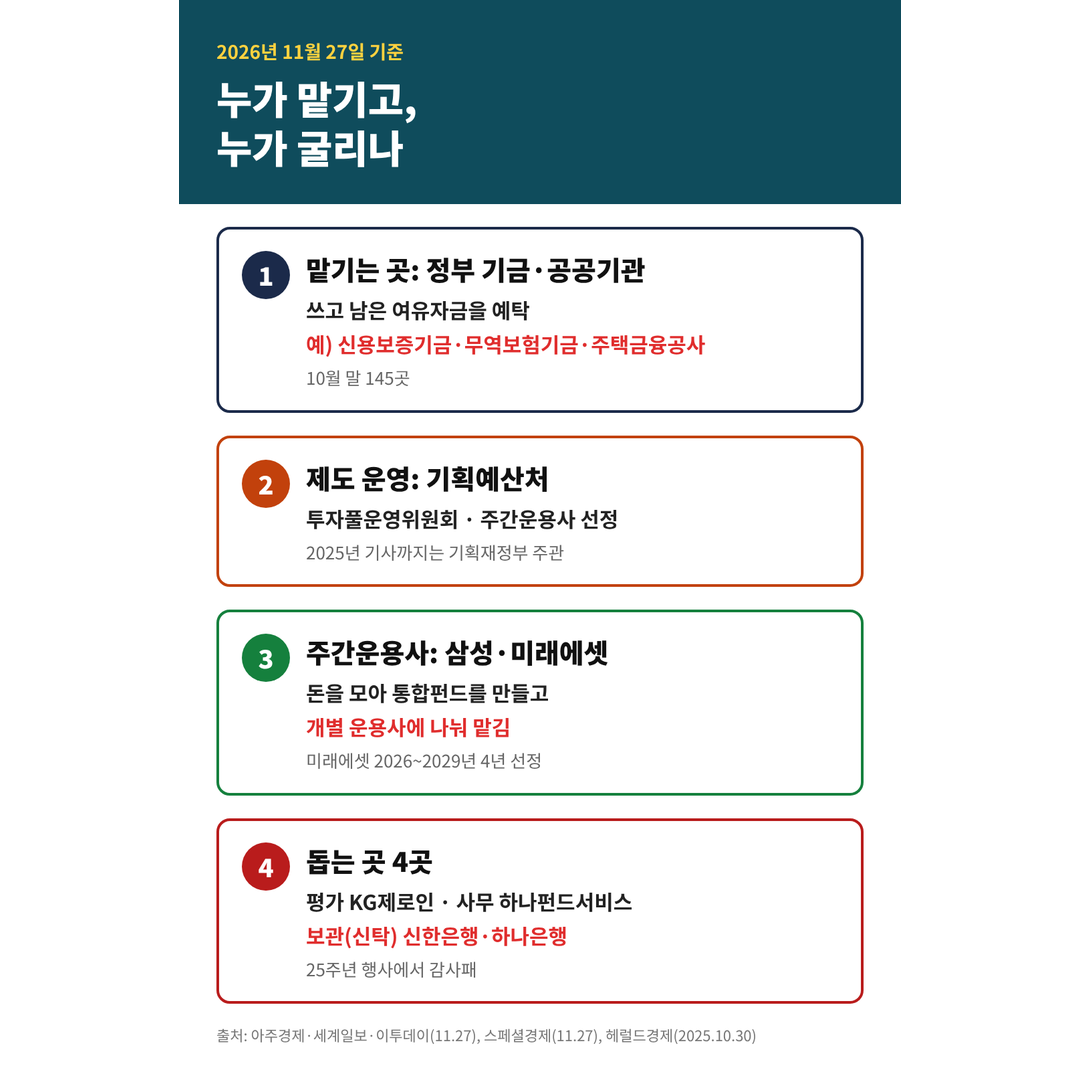 2026년 11월 27일 기준
누가 맡기고,
누가 굴리나
1
맡기는 곳: 정부 기금·공공기관
쓰고 남은 여유자금을 예탁
예) 신용보증기금·무역보험기금·주택금융공사
10월 말 145곳
2
제도 운영: 기획예산처
투자풀운영위원회 · 주간운용사 선정
2025년 기사까지는 기획재정부 주관
3
주간운용사: 삼성·미래에셋
돈을 모아 통합펀드를 만들고
개별 운용사에 나눠 맡김
미래에셋 2026~2029년 4년 선정
4
돕는 곳 4곳
평가 KG제로인 · 사무 하나펀드서비스
보관(신탁) 신한은행·하나은행
25주년 행사에서 감사패
출처: 아주경제·세계일보·이투데이(11.27), 스페셜경제(11.27), 헤럴드경제(2025.10.30)